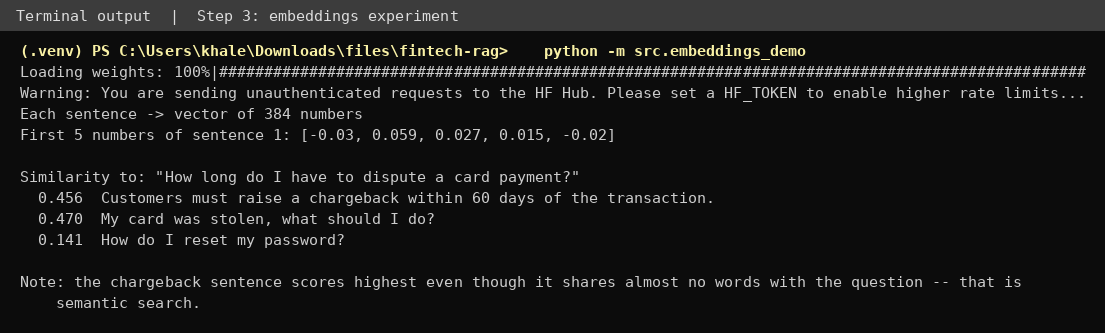 Terminal output  |  Step 3: embeddings experiment
(.venv) PS C:\Users\khale\Downloads\files\fintech-rag>    python -m src.embeddings_demo
Loading weights: 100%|################################################################################################
Warning: You are sending unauthenticated requests to the HF Hub. Please set a HF_TOKEN to enable higher rate limits...
Each sentence -> vector of 384 numbers
First 5 numbers of sentence 1: [-0.03, 0.059, 0.027, 0.015, -0.02]
Similarity to: "How long do I have to dispute a card payment?"
0.456  Customers must raise a chargeback within 60 days of the transaction.
0.470  My card was stolen, what should I do?
0.141  How do I reset my password?
Note: the chargeback sentence scores highest even though it shares almost no words with the question -- that is
semantic search.